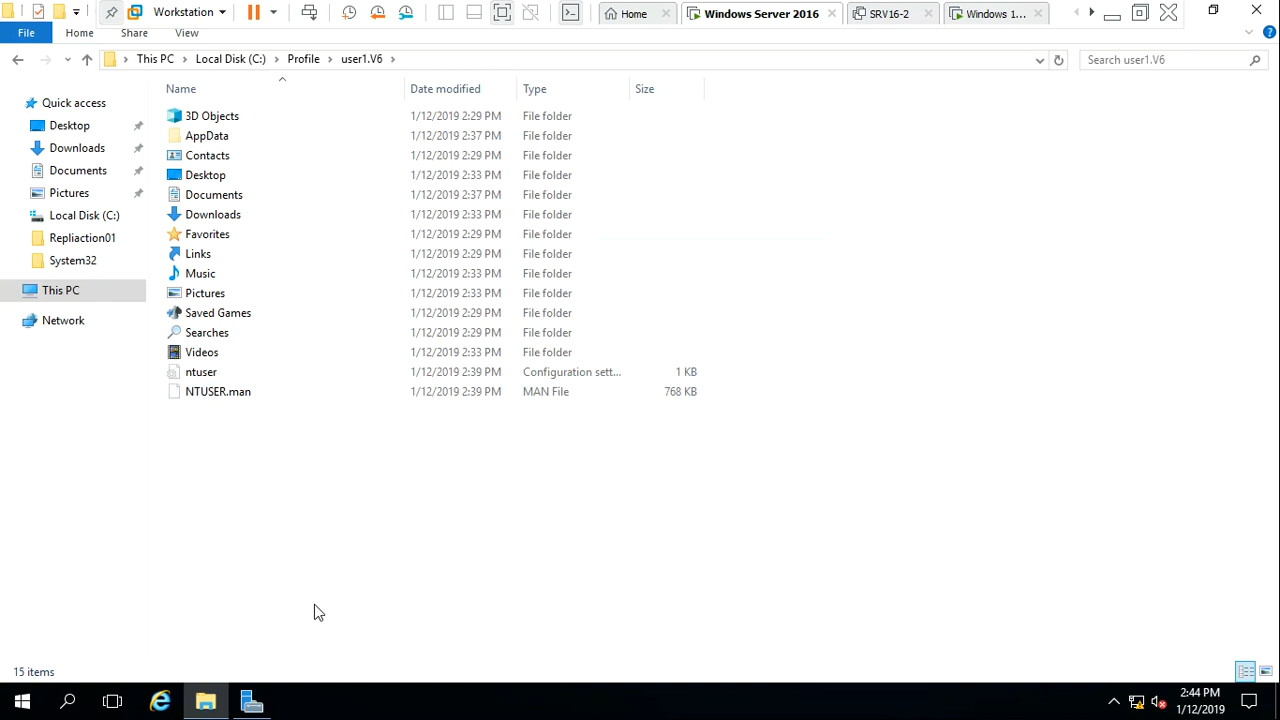 Workstation
Home
Windows Server 2016
SRV16-2
Windows 1...
File Home Share View
This PC Local Disk (C:) Profile user1.V6
Search user1.V6
Name Date modified Type Size
Quick access
Desktop
Downloads
Documents
Pictures
Local Disk (C:)
Repliaction01
System32
This PC
Network
3D Objects 1/12/2019 2:29 PM File folder
AppData 1/12/2019 2:37 PM File folder
Contacts 1/12/2019 2:29 PM File folder
Desktop 1/12/2019 2:33 PM File folder
Documents 1/12/2019 2:37 PM File folder
Downloads 1/12/2019 2:33 PM File folder
Favorites 1/12/2019 2:29 PM File folder
Links 1/12/2019 2:29 PM File folder
Music 1/12/2019 2:33 PM File folder
Pictures 1/12/2019 2:33 PM File folder
Saved Games 1/12/2019 2:29 PM File folder
Searches 1/12/2019 2:29 PM File folder
Videos 1/12/2019 2:33 PM File folder
ntuser 1/12/2019 2:39 PM Configuration sett... 1 KB
NTUSER.man 1/12/2019 2:39 PM MAN File 768 KB
15 items
2:44 PM
1/12/2019